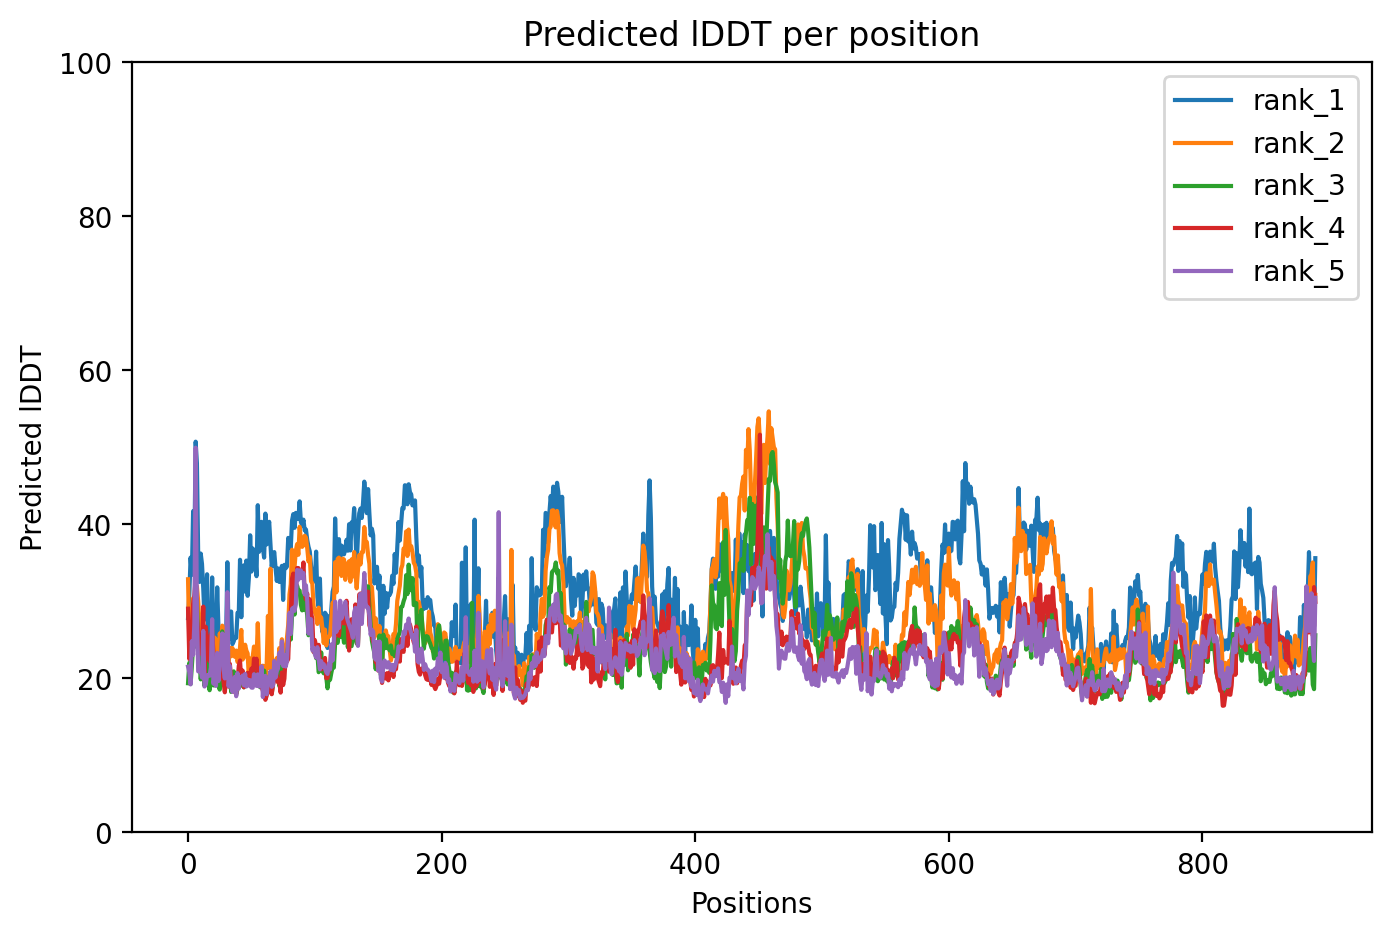 Predicted lDDT per position
100
80
60
40
20
0
Predicted lDDT
0
200
400
600
800
Positions
rank_1
rank_2
rank_3
rank_4
rank_5